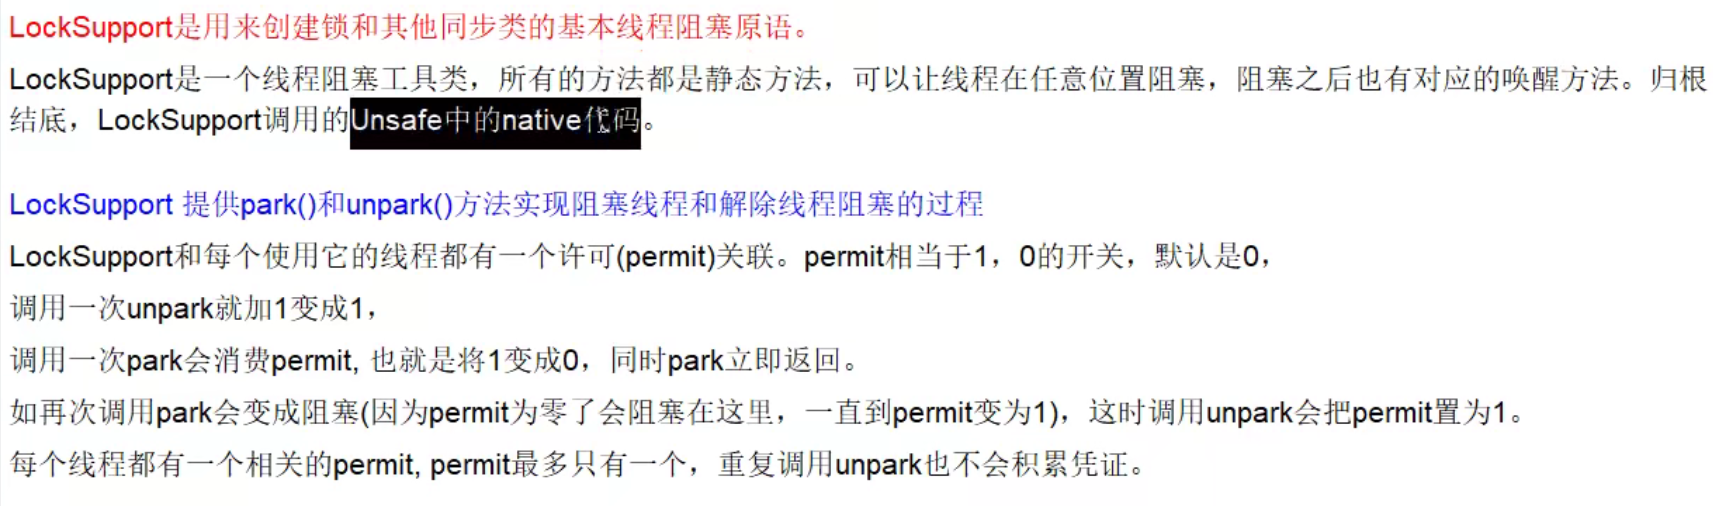 LockSupport是用来创建锁和其他同步类的基本线程阻塞原语。
LockSupport是一个线程阻塞工具类，所有的方法都是静态方法，可以让线程在任意位置阻塞，阻塞之后也有对应的唤醒方法。归根
结底，LockSupport调用的Unsafe中的native代码。
LockSupport 提供park()和unpark()方法实现阻塞线程和解除线程阻塞的过程
LockSupport和每个使用它的线程都有一个许可(permit)关联。permit相当于1，0的开关，默认是0，
调用一次unpark就加1变成1，
调用一次park会消费permit, 也就是将1变成0，同时park立即返回。
如再次调用park会变成阻塞(因为permit为零了会阻塞在这里，一直到permit变为1)，这时调用unpark会把permit置为1。
每个线程都有一个相关的permit, permit最多只有一个，重复调用unpark也不会积累凭证。